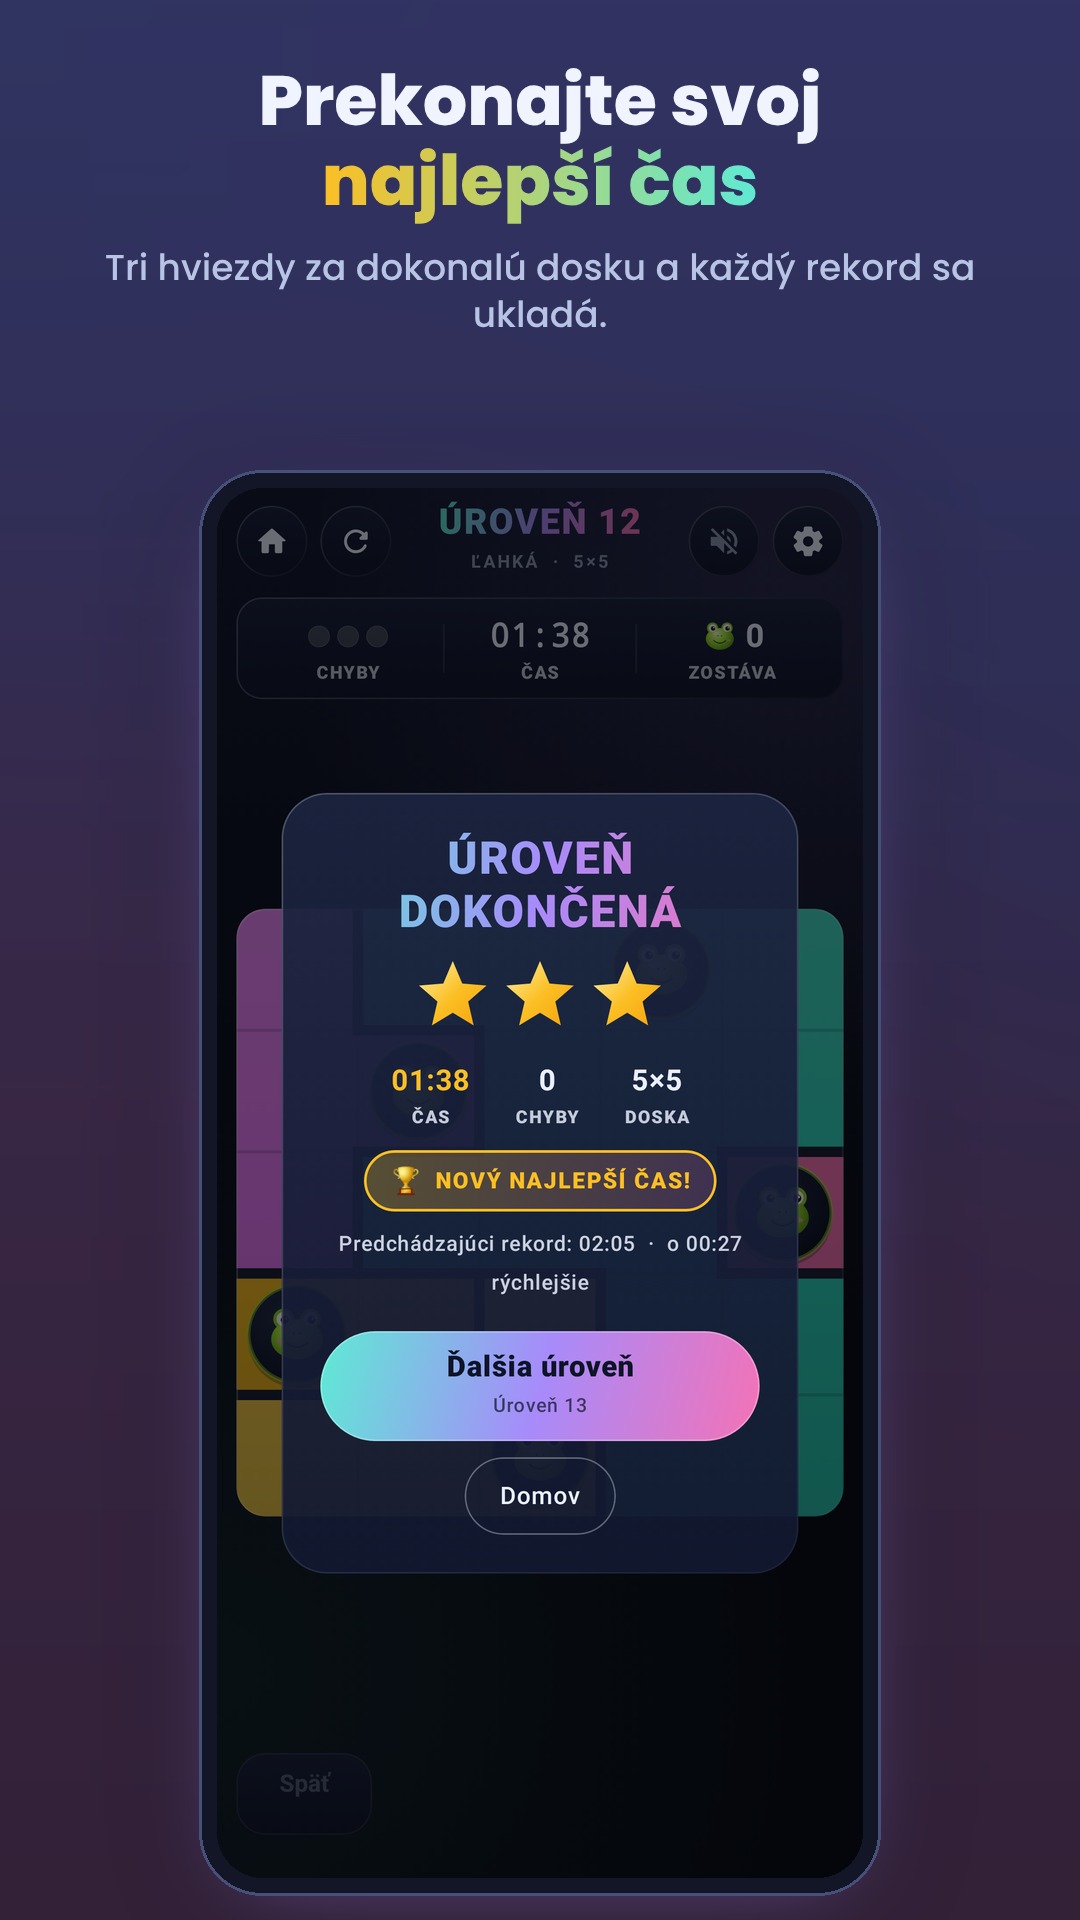 Prekonajte svoj
najlepší čas
Tri hviezdy za dokonalú dosku a každý rekord sa
ukladá.
ÚROVEŇ 12
ĽAHKÁ · 5×5
01:38
0
CHYBY
ČAS
ZOSTÁVA
ÚROVEŇ
DOKONČENÁ
01:38
0
5×5
ČAS
CHYBY
DOSKA
NOVÝ NAJLEPŠÍ ČAS!
Predchádzajúci rekord: 02:05 · o 00:27
rýchlejšie
Ďalšia úroveň
Úroveň 13
Domov
Späť